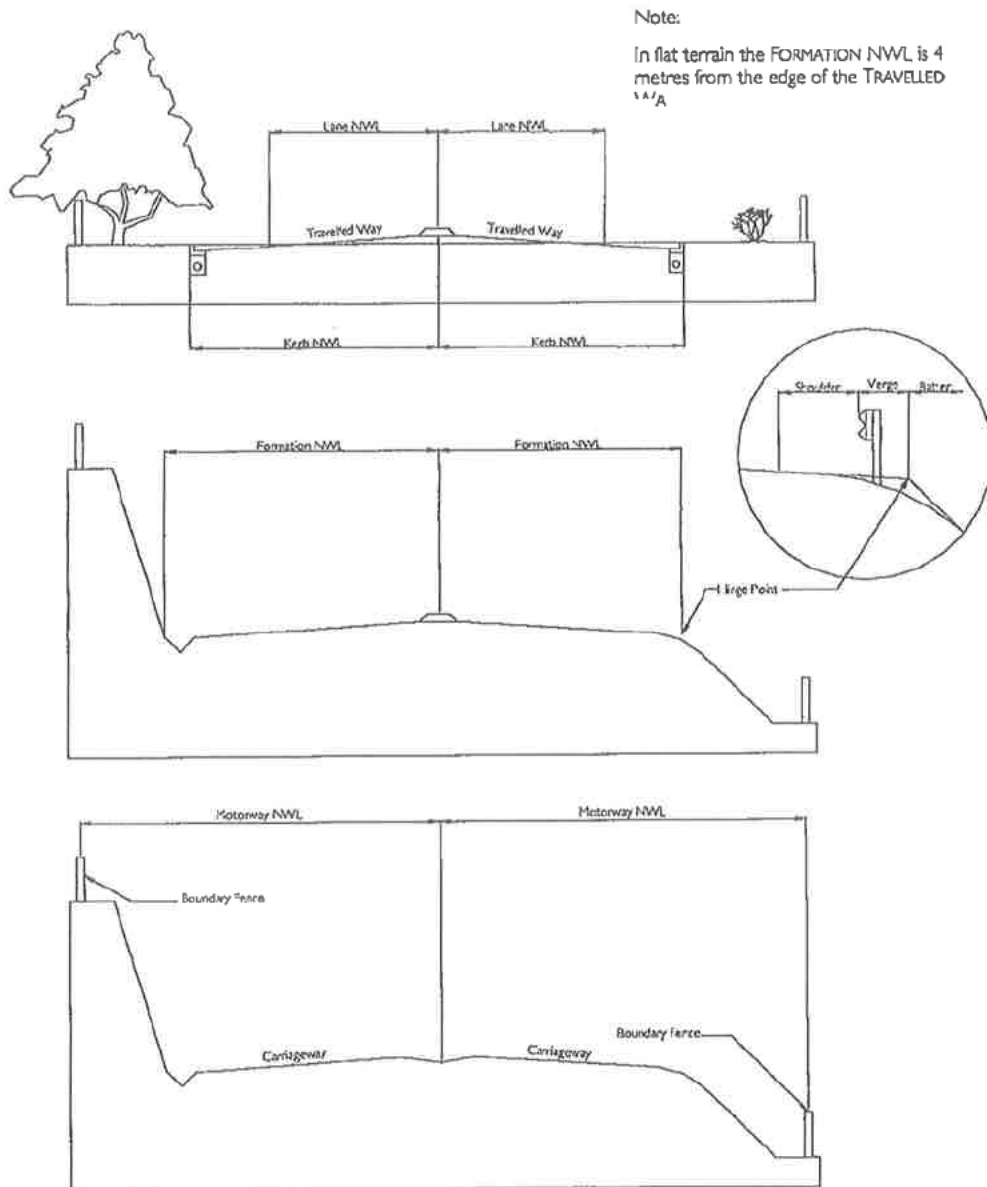 Note:
In flat terrain the FORMATION NWL is 4
metres from the edge of the TRAVELLED
Lane NWL
Lane NWL
Travelled Way
Travelled Way
Kerb NWL
Kerb NWL
Shoulder
Verge
Batter
Formation NWL
Formation NWL
Hinge Point
Motorway NWL
Motorway NWL
Boundary Fence
Boundary Fence
Carriageway
Carriageway